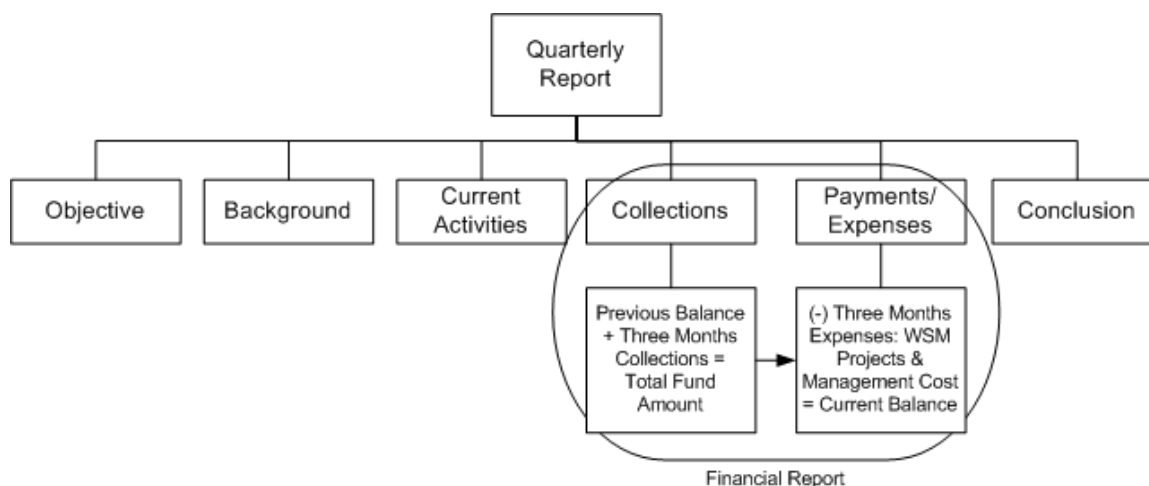 Quarterly
Report
Objective
Background
Current
Activities
Collections
Payments/
Expenses
Conclusion
Previous Balance
+ Three Months
Collections =
Total Fund
Amount
(-) Three Months
Expenses: WSM
Projects &
Management Cost
= Current Balance
Financial Report